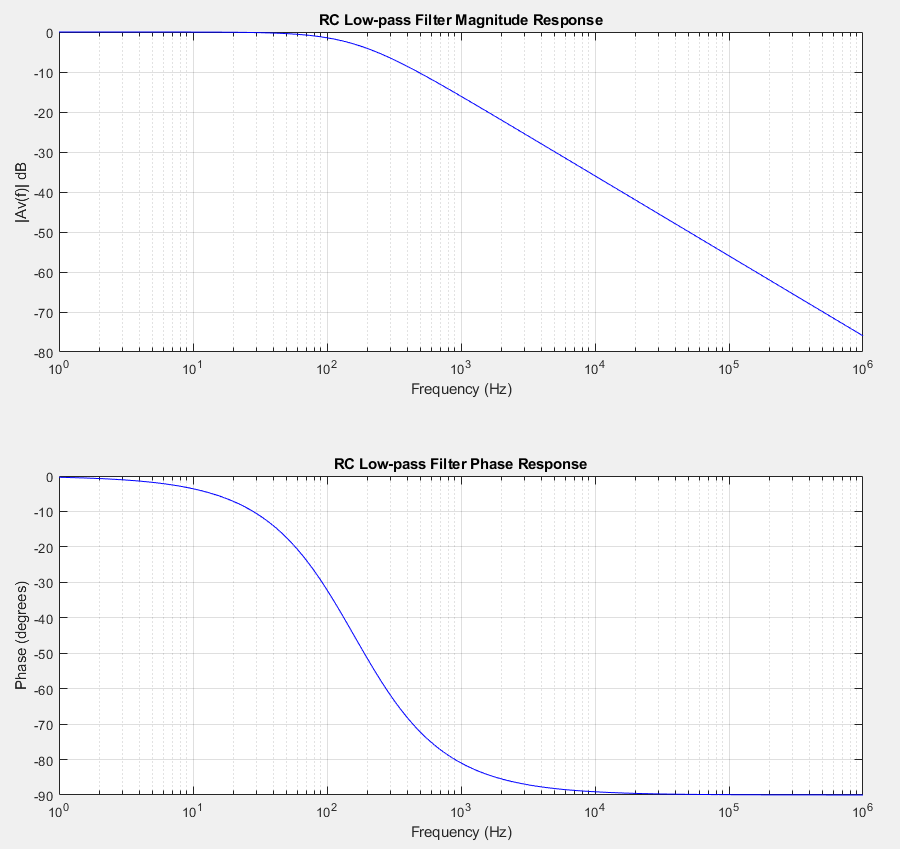 RC Low-pass Filter Magnitude Response
0
-10
-20
-30
-40
-50
-60
-70
-80
|Av(f)| dB
10^0 10^1 10^2 10^3 10^4 10^5 10^6
Frequency (Hz)
RC Low-pass Filter Phase Response
0
-10
-20
-30
-40
-50
-60
-70
-80
-90
Phase (degrees)
10^0 10^1 10^2 10^3 10^4 10^5 10^6
Frequency (Hz)